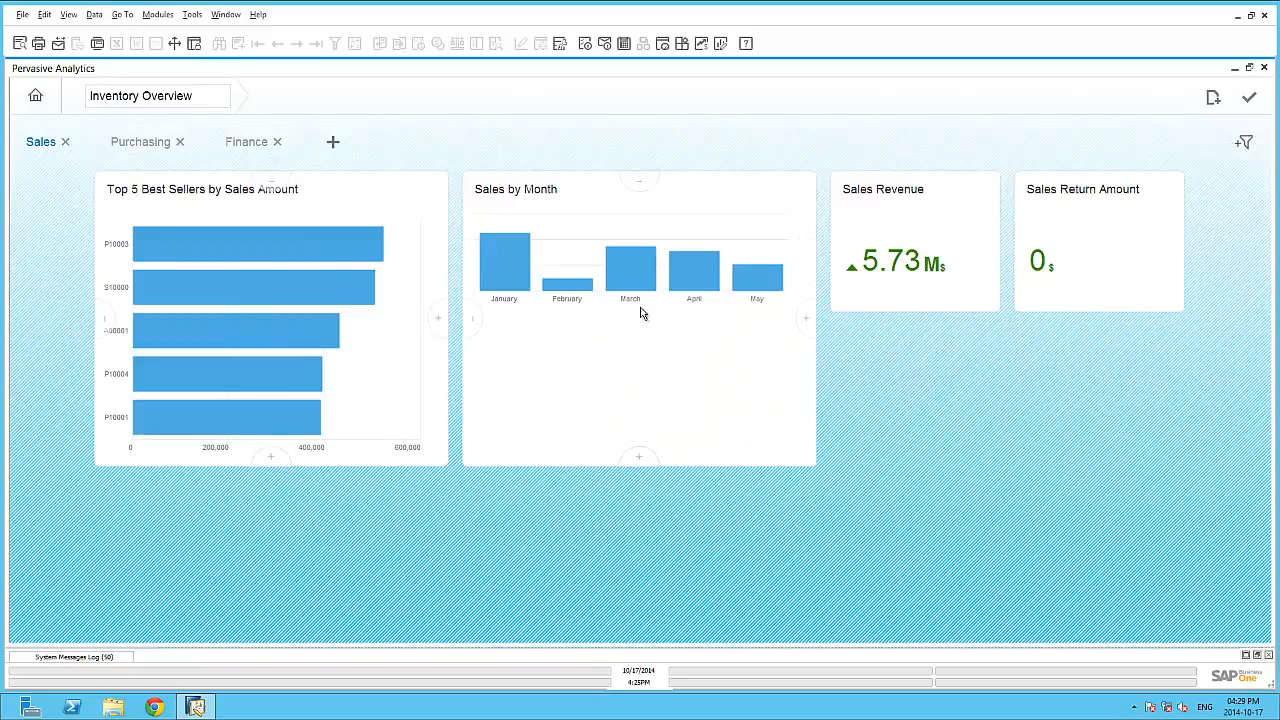 File Edit View Data Go To Modules Tools Window Help
Pervasive Analytics
Inventory Overview
Sales Purchasing Finance
Top 5 Best Sellers by Sales Amount
P10003
S10000
A00001
P10004
P10001
0 200,000 400,000 600,000
Sales by Month
January February March April May
Sales Revenue
5.73 M$
Sales Return Amount
0 $
System Messages Log (50)
10/17/2014
4:25PM
SAP Business One
ENG
04:29 PM
2014-10-17